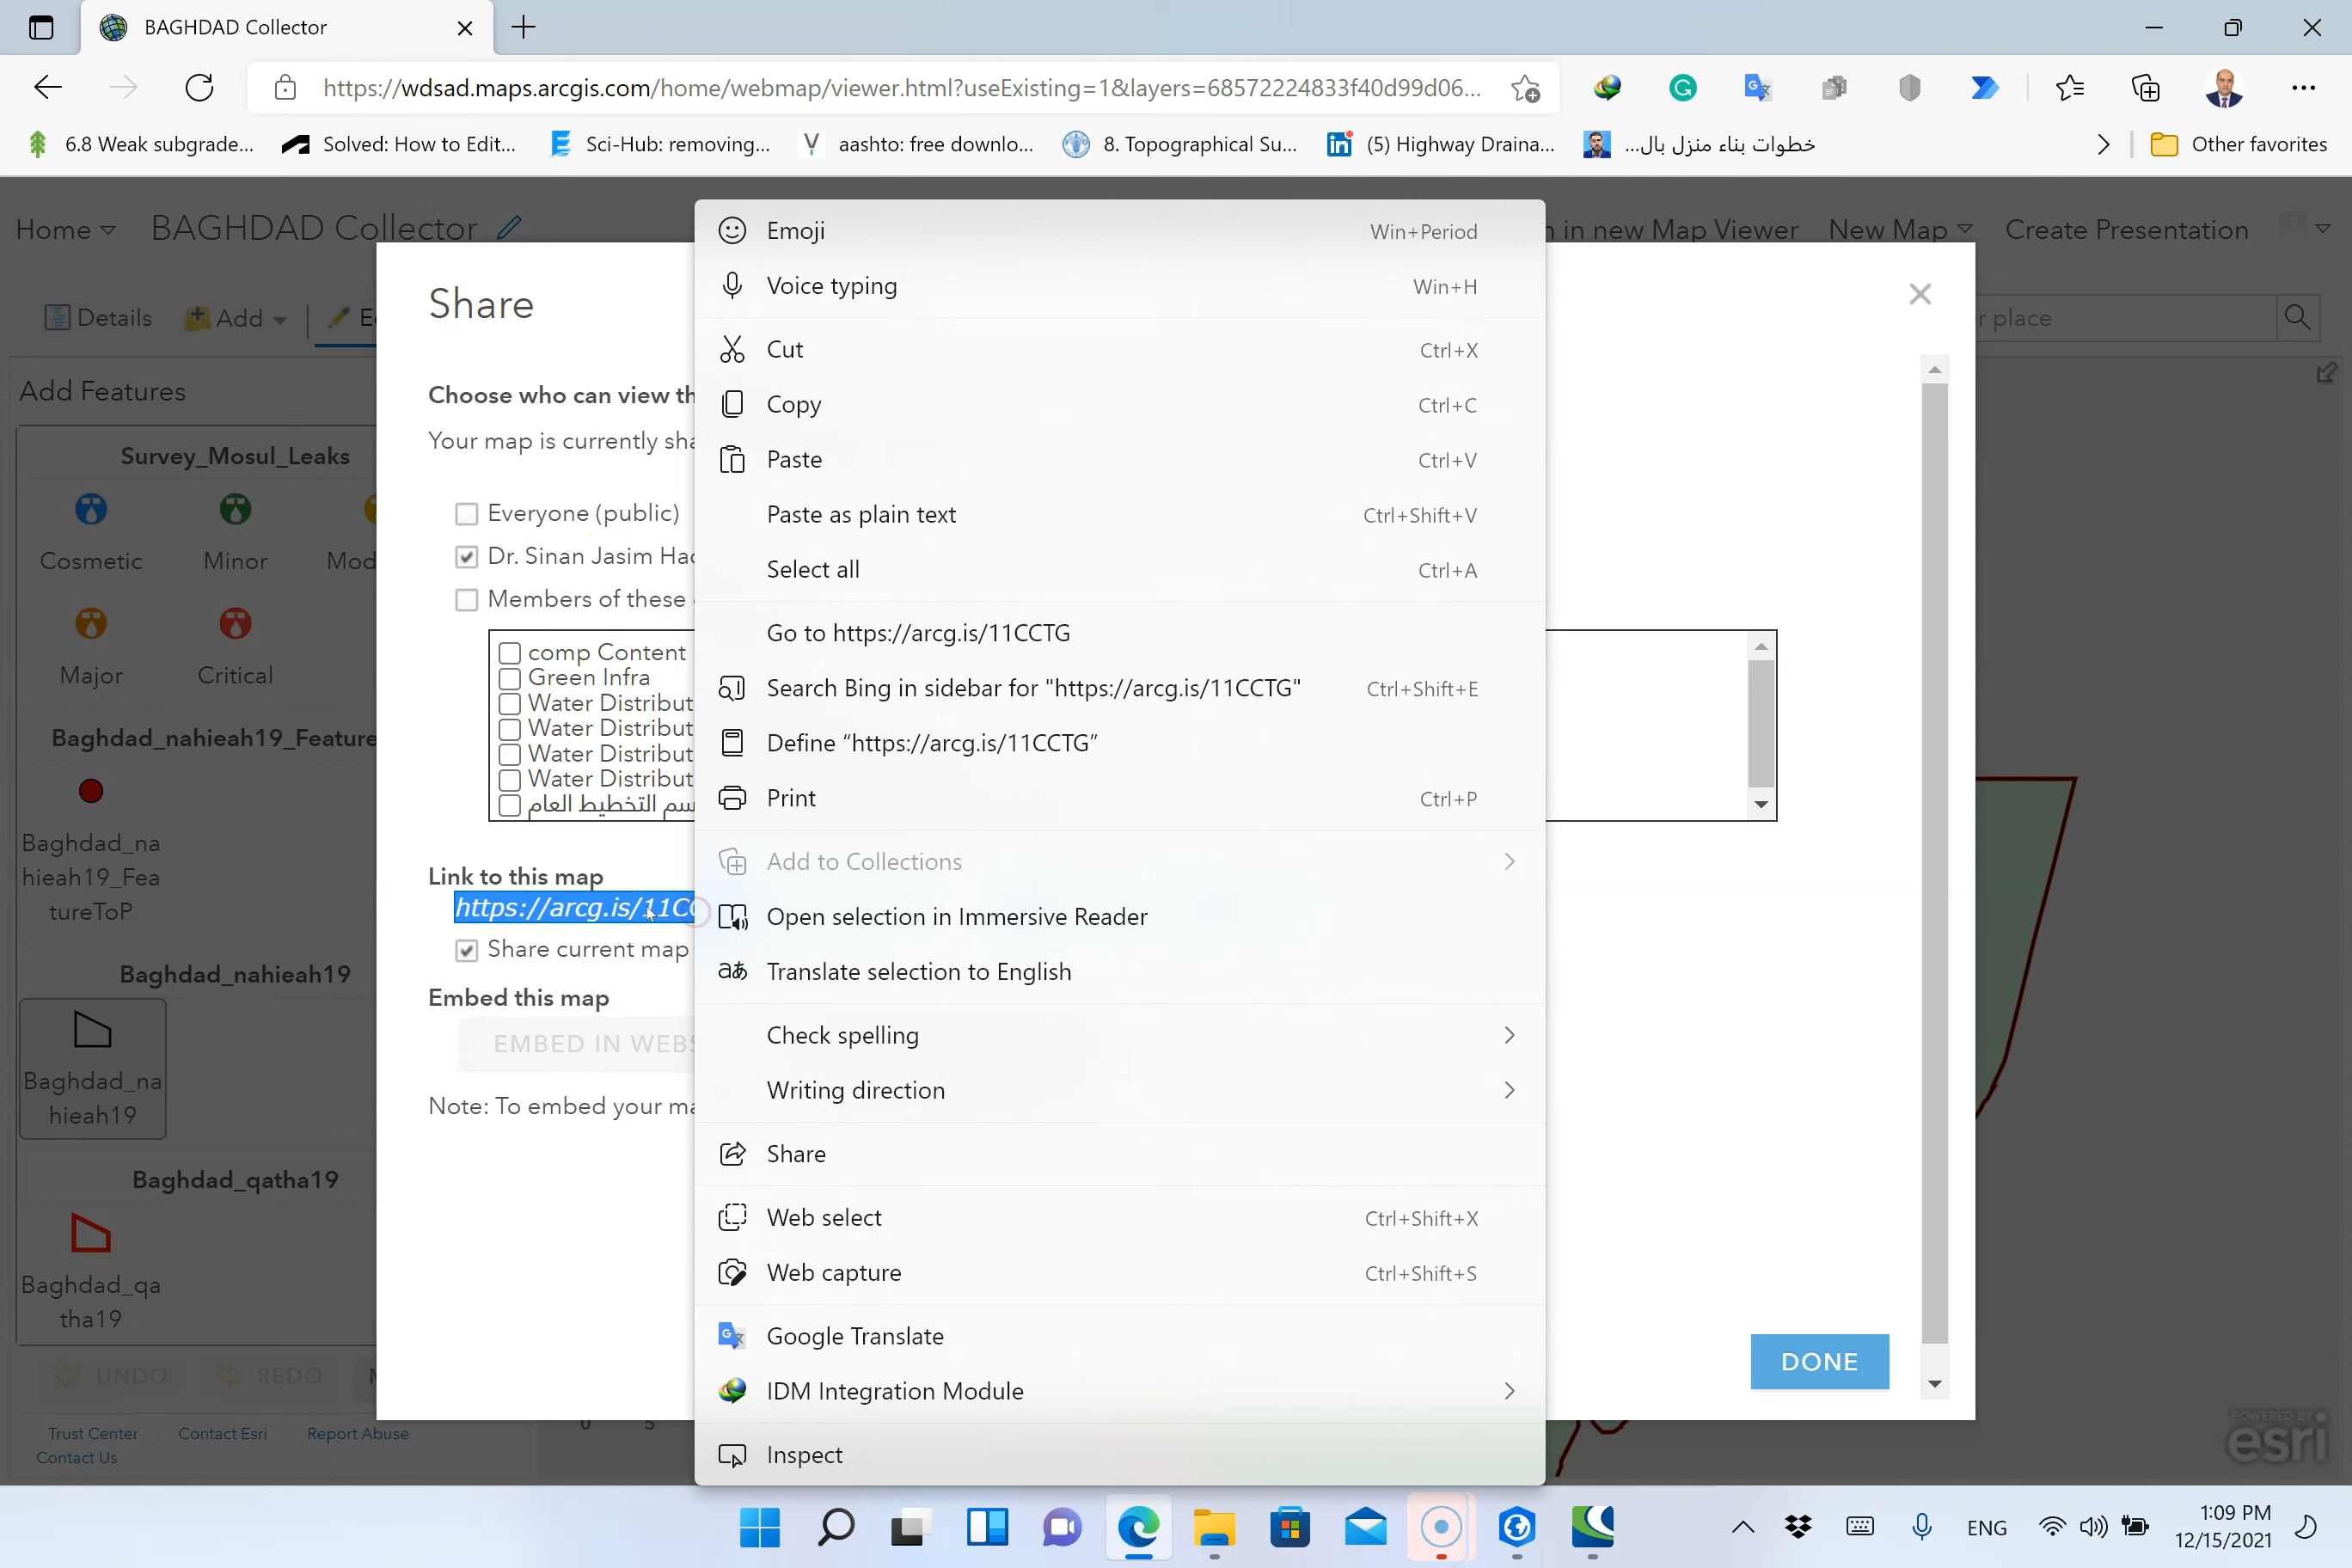 BAGHDAD Collector
https://wdsad.maps.arcgis.com/home/webmap/viewer.html?useExisting=1&layers=68572224833f40d99d06...
6.8 Weak subgrade...
Solved: How to Edit...
Sci-Hub: removing...
aashto: free downlo...
8. Topographical Su...
(5) Highway Draina...
خطوات بناء منزل بال...
Other favorites
Home
BAGHDAD Collector
in new Map Viewer
New Map
Create Presentation
Details
Add
place
Add Features
Survey_Mosul_Leaks
Cosmetic
Minor
Mod
Major
Critical
Baghdad_nahieah19_Feature
Baghdad_na
hieah19_Fea
tureToP
Baghdad_nahieah19
Baghdad_na
hieah19
Baghdad_qatha19
Baghdad_qa
tha19
UNDO
REDO
Trust Center
Contact Esri
Report Abuse
Contact Us
0
5
Share
Choose who can view th
Your map is currently sha
Everyone (public)
Dr. Sinan Jasim Had
Members of these
comp Content
Green Infra
Water Distribut
Water Distribut
Water Distribut
Water Distribut
سم التخطيط العام
Link to this map
https://arcg.is/11CC
Share current map
Embed this map
EMBED IN WEBS
Note: To embed your ma
DONE
Emoji Win+Period
Voice typing Win+H
Cut Ctrl+X
Copy Ctrl+C
Paste Ctrl+V
Paste as plain text Ctrl+Shift+V
Select all Ctrl+A
Go to https://arcg.is/11CCTG
Search Bing in sidebar for "https://arcg.is/11CCTG" Ctrl+Shift+E
Define “https://arcg.is/11CCTG”
Print Ctrl+P
Add to Collections
Open selection in Immersive Reader
Translate selection to English
Check spelling
Writing direction
Share
Web select Ctrl+Shift+X
Web capture Ctrl+Shift+S
Google Translate
IDM Integration Module
Inspect
POWERED BY
esri
ENG
1:09 PM
12/15/2021